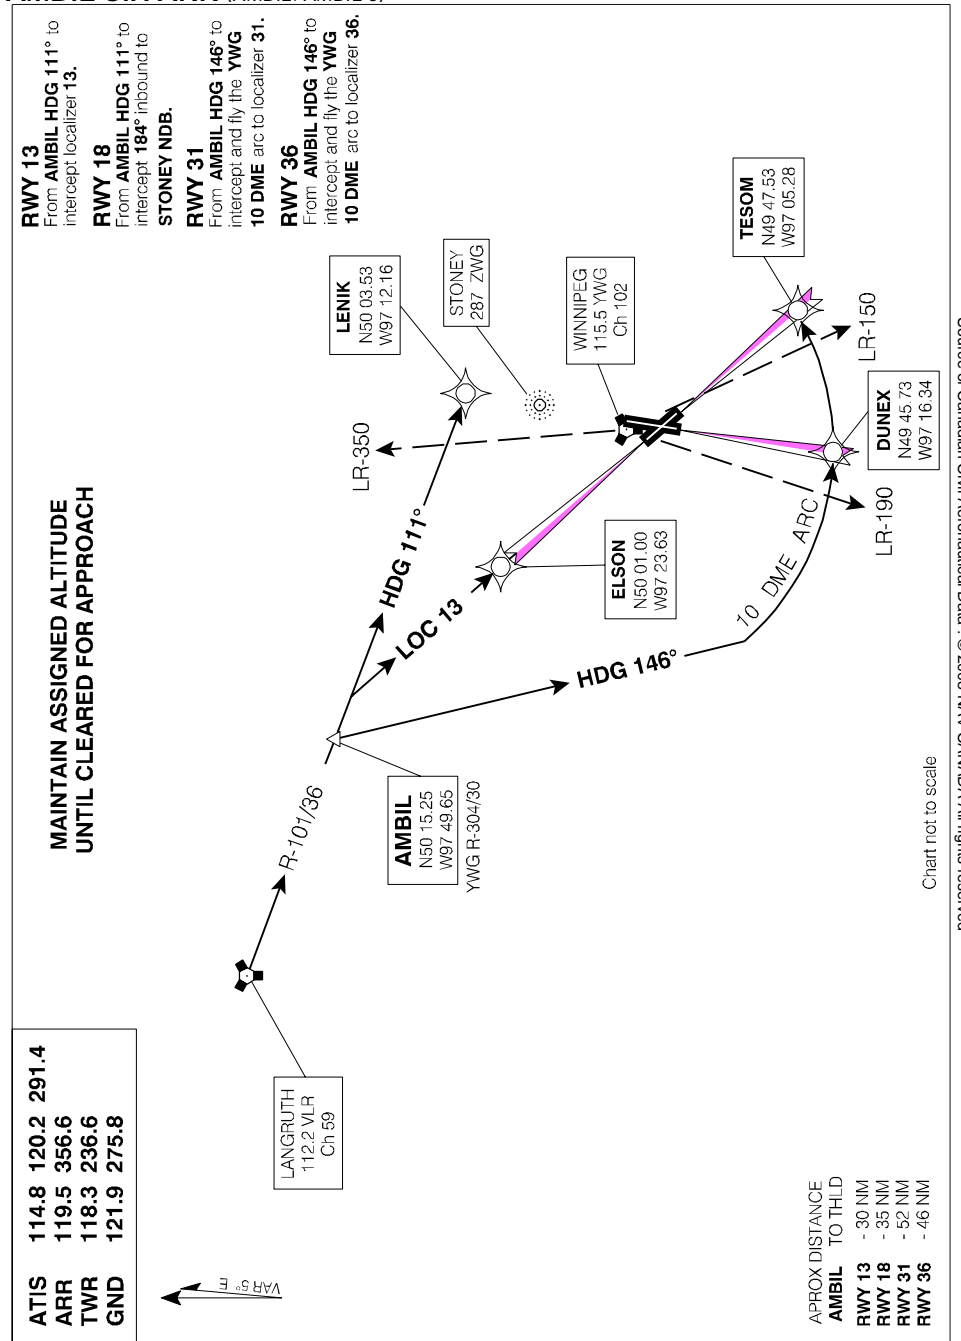 ATIS 114.8 120.2 291.4
ARR 119.5 356.6
TWR 118.3 236.6
GND 121.9 275.8
MAINTAIN ASSIGNED ALTITUDE
UNTIL CLEARED FOR APPROACH
RWY 13
From AMBIL HDG 111° to
intercept localizer 13.
RWY 18
From AMBIL HDG 111° to
intercept 184° inbound to
STONEY NDB.
RWY 31
From AMBIL HDG 146° to
intercept and fly the YWG
10 DME arc to localizer 31.
RWY 36
From AMBIL HDG 146° to
intercept and fly the YWG
10 DME arc to localizer 36.
VAR 5° E
LANGRUTH
112.2 VLR
Ch 59
R-101/36
AMBIL
N50 15.25
W97 49.65
YWG R-304/30
HDG 111°
LOC 13
HDG 146°
LENIK
N50 03.53
W97 12.16
STONEY
287 ZWG
LR-350
WINNIPEG
115.5 YWG
Ch 102
ELSON
N50 01.00
W97 23.63
TESOM
N49 47.53
W97 05.28
LR-150
DUNEX
N49 45.73
W97 16.34
LR-190
10 DME ARC
APROX DISTANCE
AMBIL TO THLD
RWY 13 - 30 NM
RWY 18 - 35 NM
RWY 31 - 52 NM
RWY 36 - 46 NM
Chart not to scale